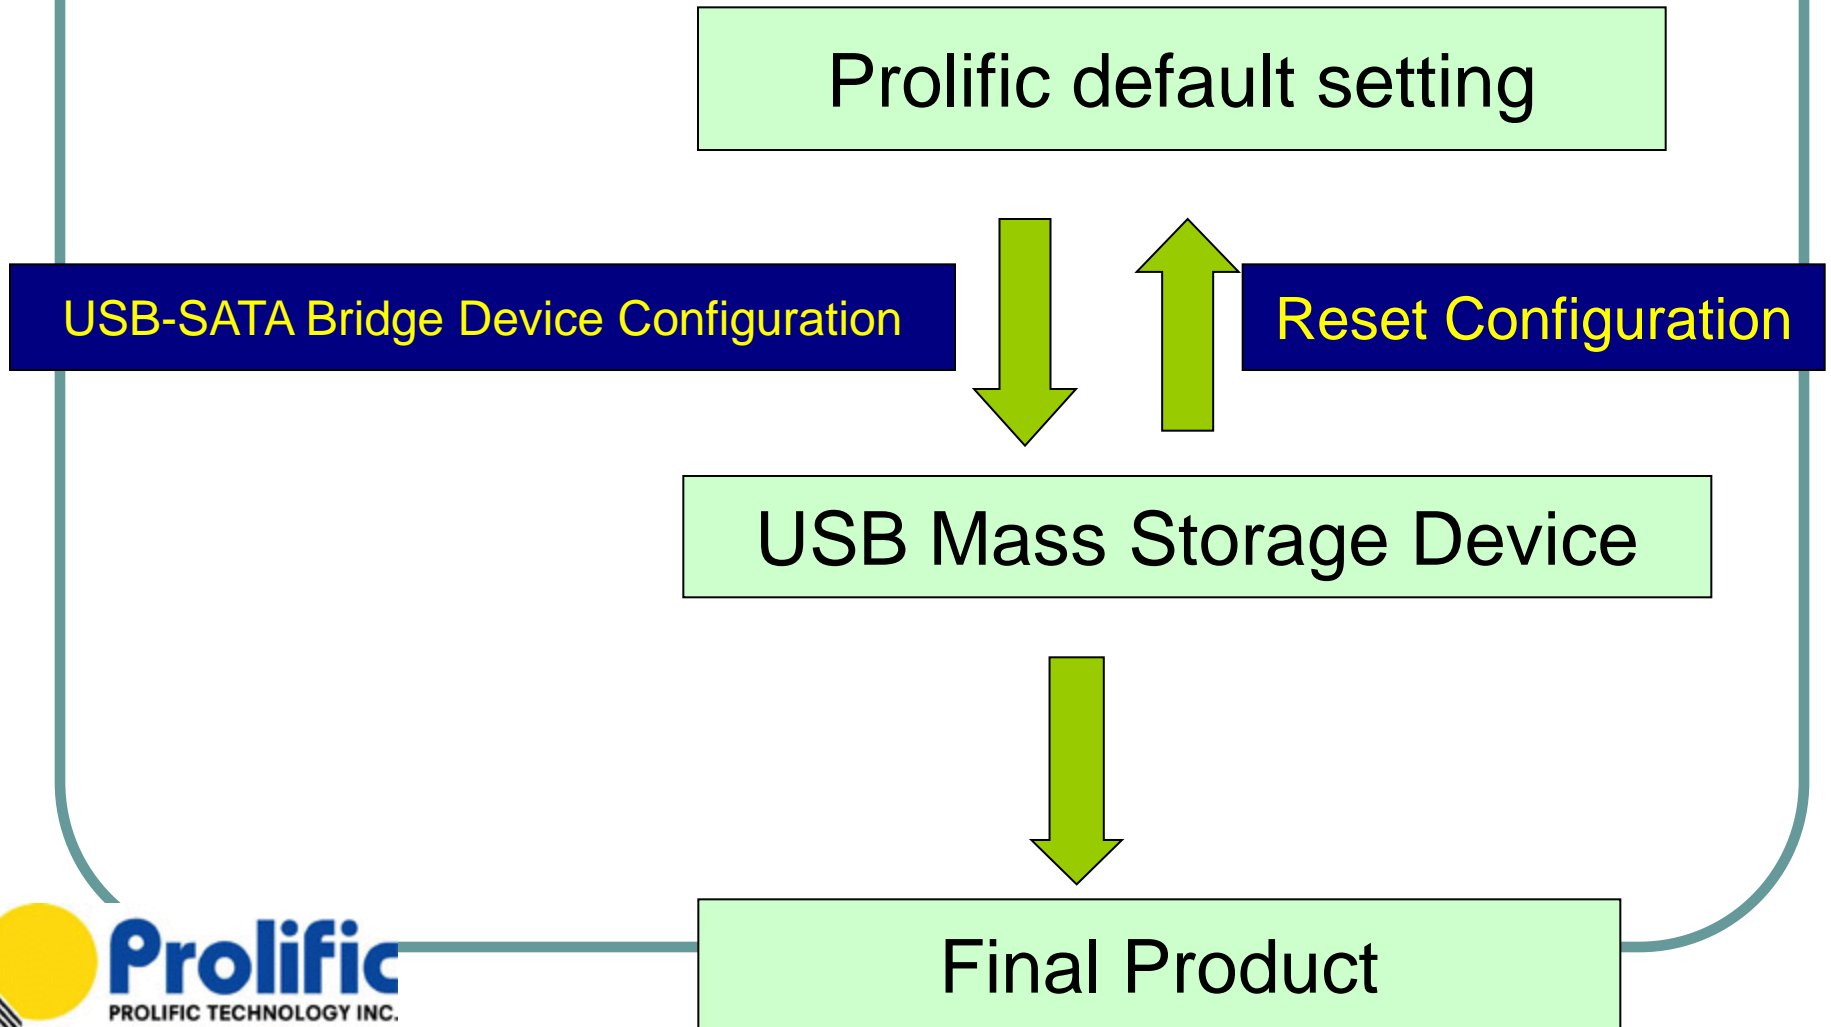 Prolific default setting
USB-SATA Bridge Device Configuration
Reset Configuration
USB Mass Storage Device
Final Product
Prolific
PROLIFIC TECHNOLOGY INC.